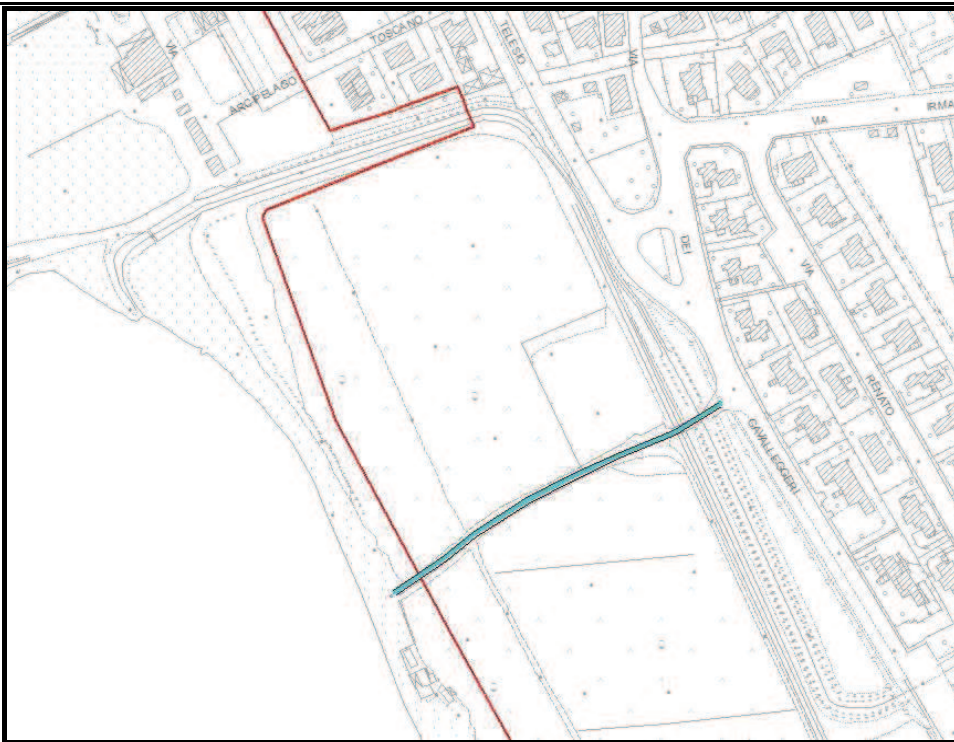 VIA
ARCIPELAGO
TOSCANO
TELESIO
VIA
VIA
IRMA
DEI
CAVALLEGGERI
VIA
RENATO